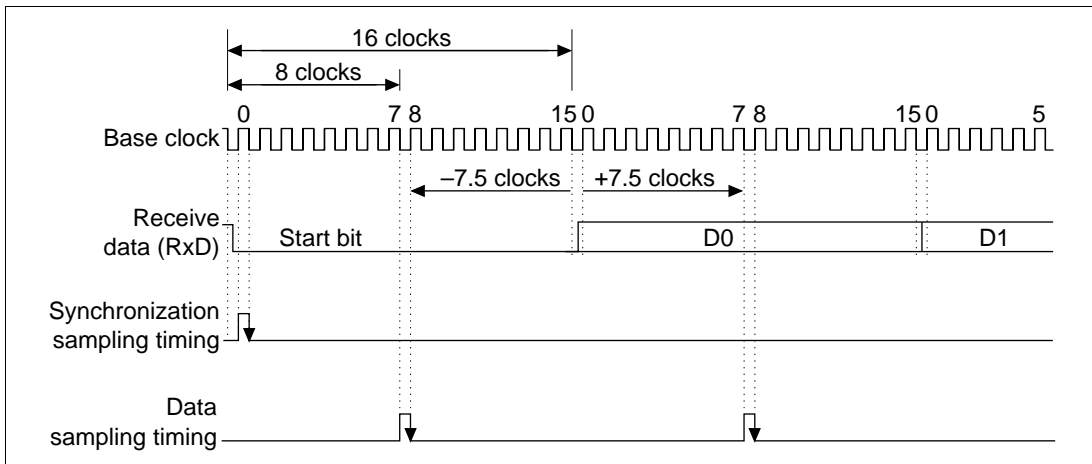 16 clocks
8 clocks
0 7 8 15 0 7 8 15 0 5
Base clock
–7.5 clocks +7.5 clocks
Receive
data (RxD)
Start bit D0 D1
Synchronization
sampling timing
Data
sampling timing